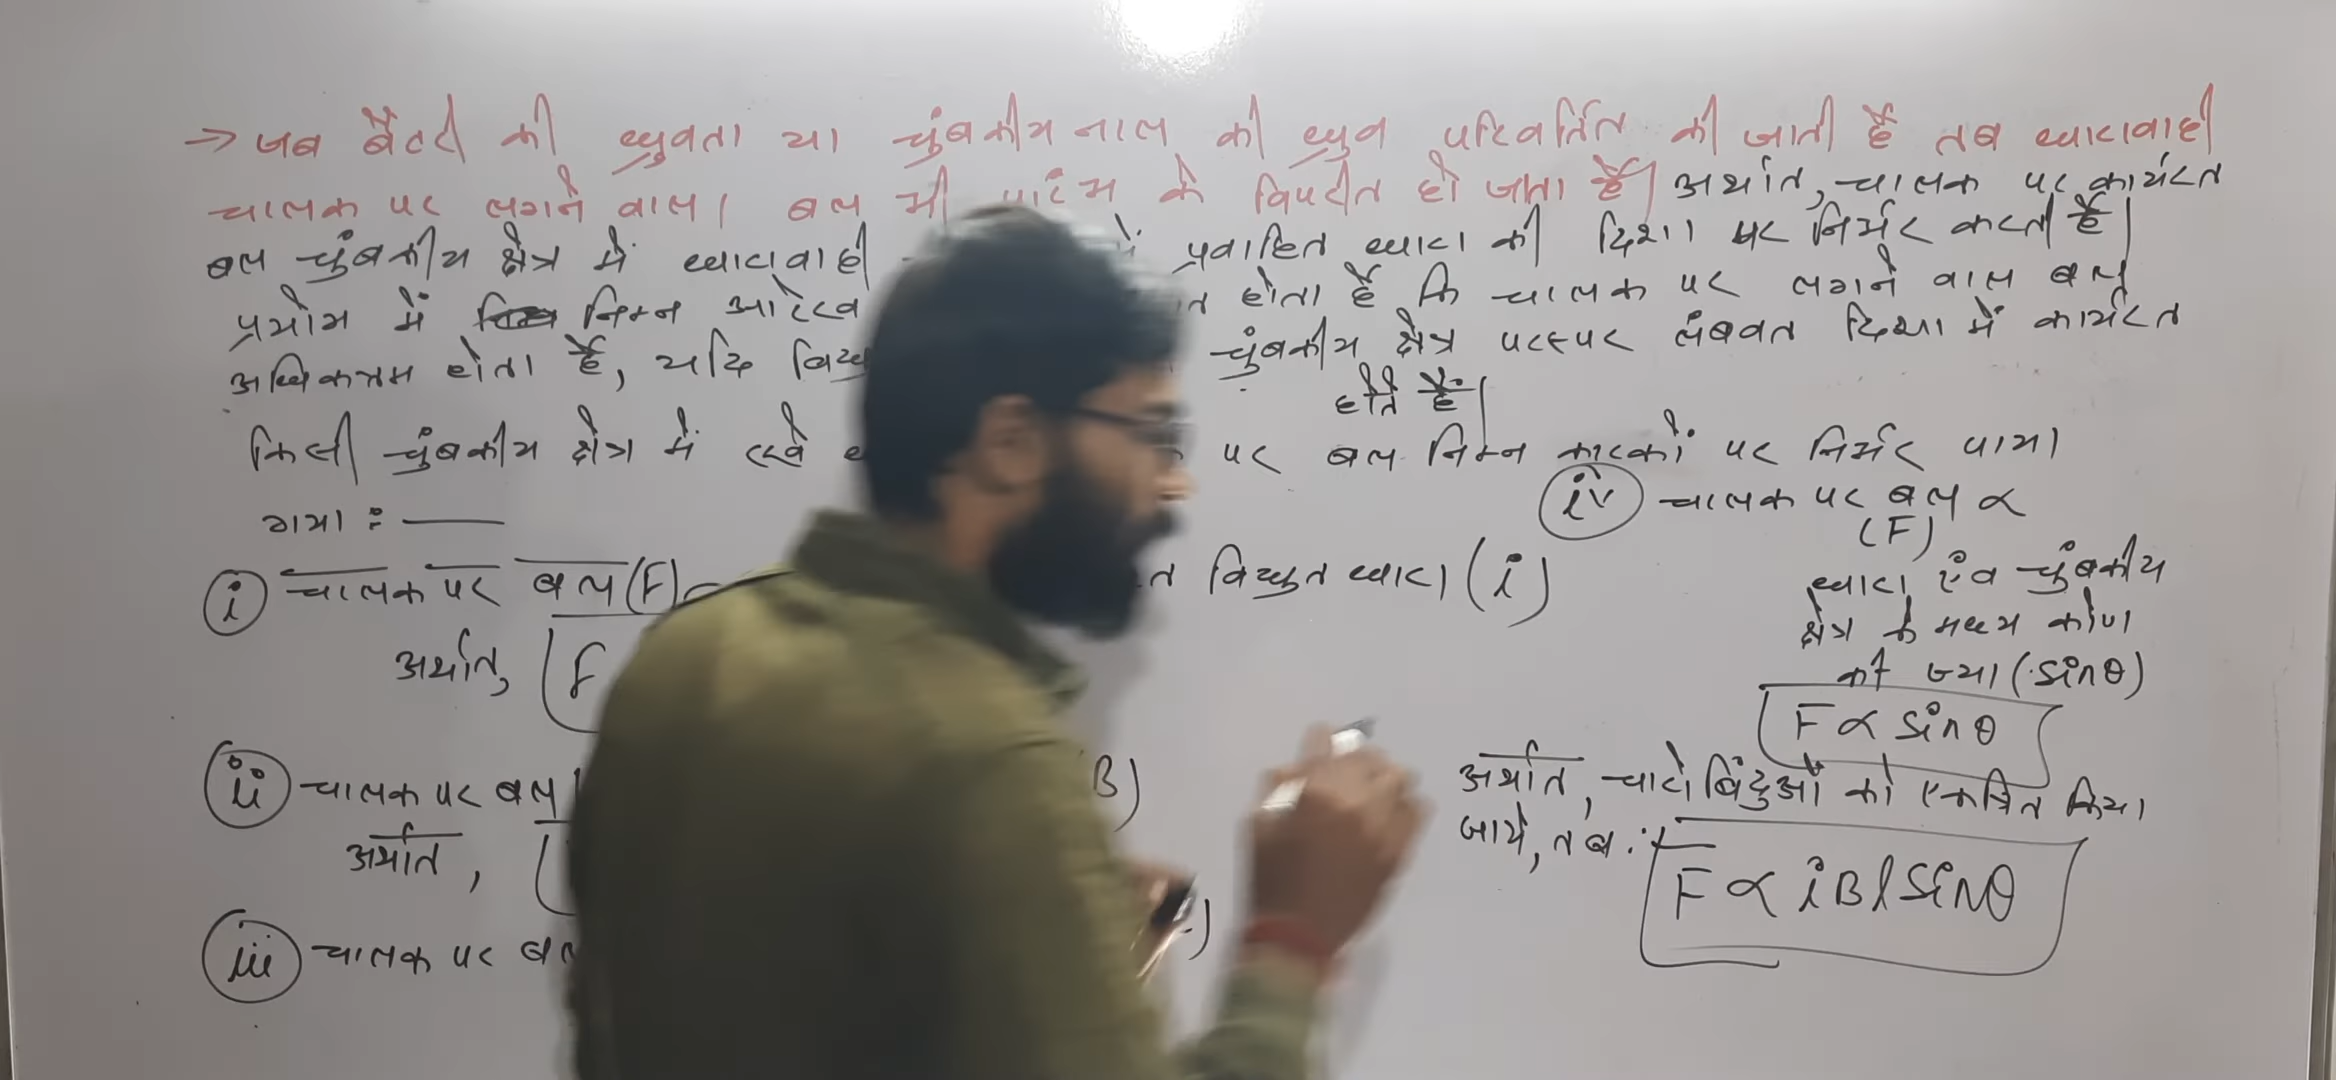 → जब बैटरी की ध्रुवता या चुंबकीय नाल की ध्रुव परिवर्तित की जाती है तब धारावाही
चालक पर लगने वाला बल भी के विपरीत हो जाता है। अर्थात, चालक पर कार्यरत
बल चुंबकीय क्षेत्र में धारावाही प्रवाहित धारा की दिशा पर निर्भर करती है।
प्रयोग में निम्न होता है कि चालक पर लगने वाला बल
अधिकतम होता है, यदि चुंबकीय क्षेत्र परस्पर लंबवत दिशा में कार्यरत
होते हैं।
किसी चुंबकीय क्षेत्र में रखे पर बल निम्न कारकों पर निर्भर पाया
गया :—
(i) चालक पर बल (F) विद्युत धारा (i)
अर्थात, F
(ii) चालक पर बल B)
अर्थात,
(iii) चालक पर बल
(iv) चालक पर बल ∝
(F)
धारा एंव चुंबकीय
क्षेत्र के मध्य कोण
की ज्या (sinθ)
F ∝ sinθ
अर्थात, चारो बिंदुओं को एकत्रित किया
जाये, तब :-
F ∝ iBlsinθ